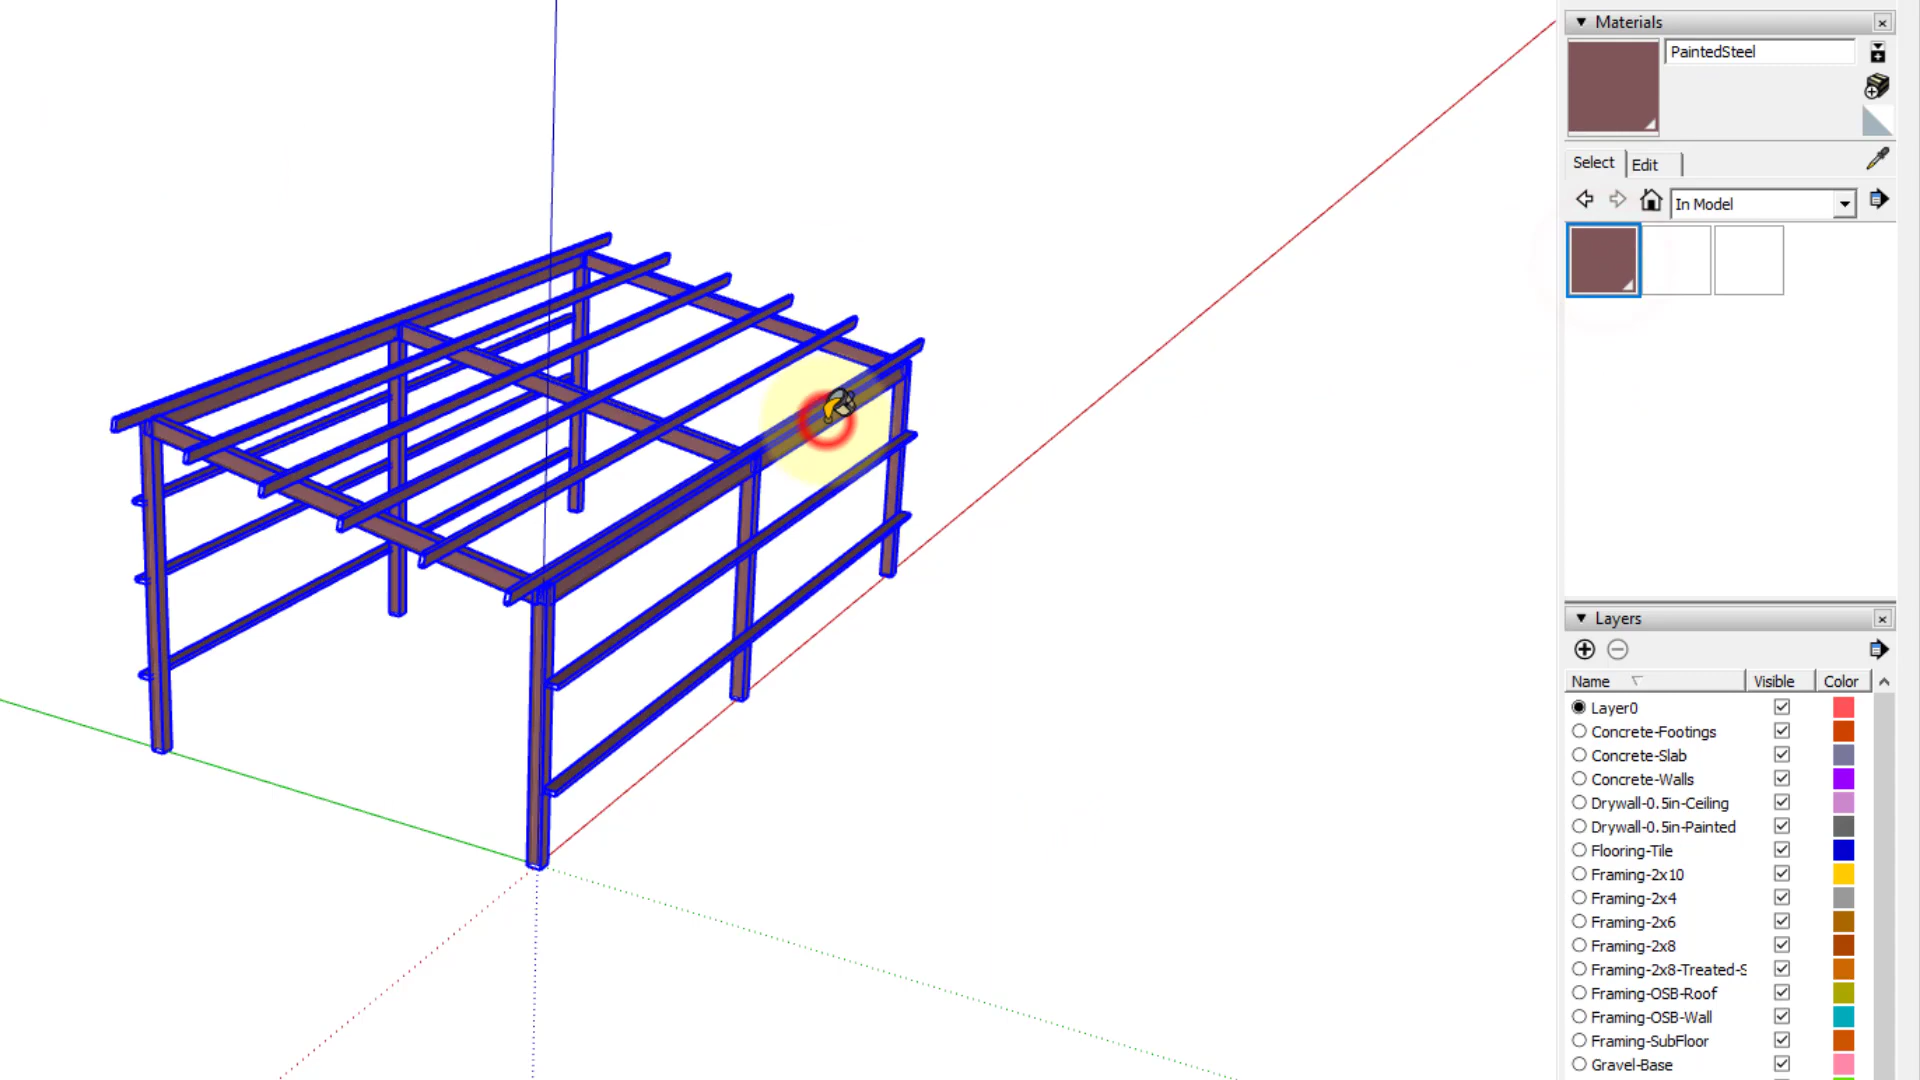 Materials
PaintedSteel
Select
Edit
In Model
Layers
Name
Visible
Color
Layer0
Concrete-Footings
Concrete-Slab
Concrete-Walls
Drywall-0.5in-Ceiling
Drywall-0.5in-Painted
Flooring-Tile
Framing-2x10
Framing-2x4
Framing-2x6
Framing-2x8
Framing-2x8-Treated-S
Framing-OSB-Roof
Framing-OSB-Wall
Framing-SubFloor
Gravel-Base